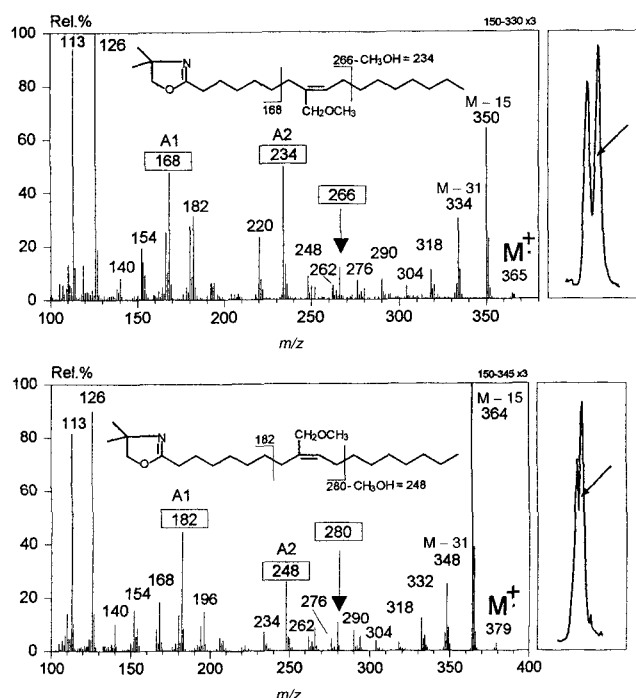 Rel.%
150-330 x3
100
113
126
N
O
266-CH₃OH = 234
168
CH₂OCH₃
M – 15
350
80
60
A1
168
A2
234
266
40
182
M – 31
334
20
154
140
220
248
262
276
290
304
318
M+.
365
0
100 150 200 250 300 350
m/z
Rel.%
150-345 x3
100
126
113
M – 15
364
80
N
O
182
CH₂OCH₃
280-CH₃OH = 248
60
A1
182
A2
248
280
40
M – 31
348
20
140
154
168
196
234
262
276
290
304
318
332
M+.
379
0
100 150 200 250 300 350 400
m/z